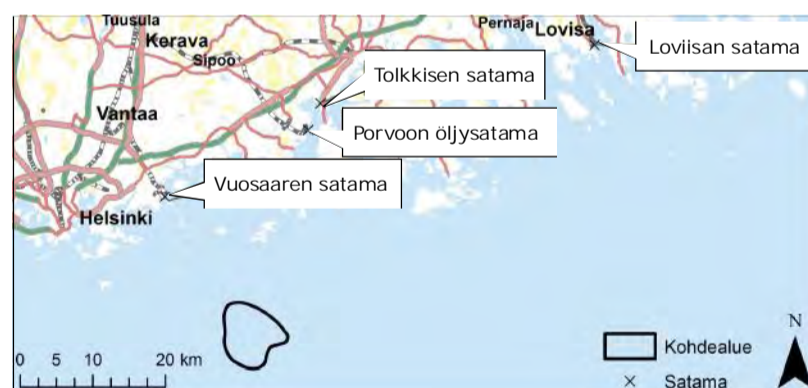 Tuusula
Kerava
Sipoo
Vantaa
Helsinki
Pernaja
Lovisa
Loviisan satama
Tolkkisen satama
Porvoon öljysatama
Vuosaaren satama
0 5 10 20 km
N
Kohdealue
Satama